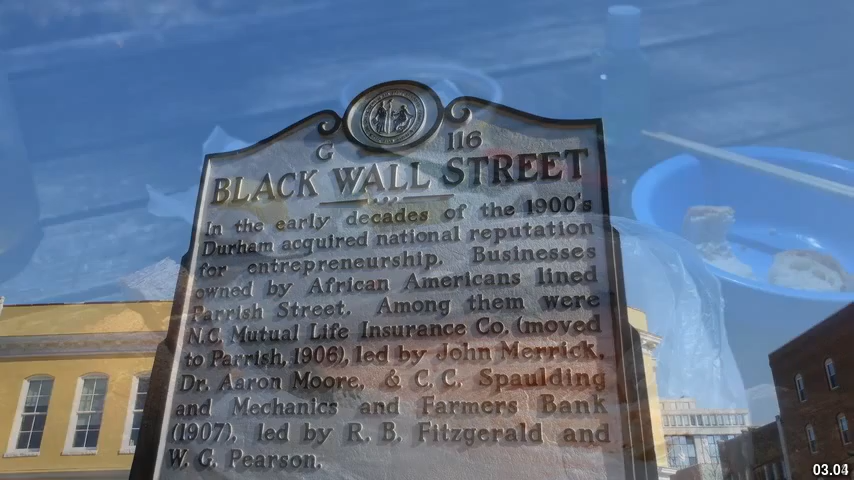 G 116
BLACK WALL STREET
In the early decades of the 1900's
Durham acquired national reputation
for entrepreneurship. Businesses
owned by African Americans lined
Parrish Street. Among them were
N.C. Mutual Life Insurance Co. (moved
to Parrish, 1906), led by John Merrick,
Dr. Aaron Moore, & C. C. Spaulding
and Mechanics and Farmers Bank
(1907), led by R. B. Fitzgerald and
W. G. Pearson.
03.04